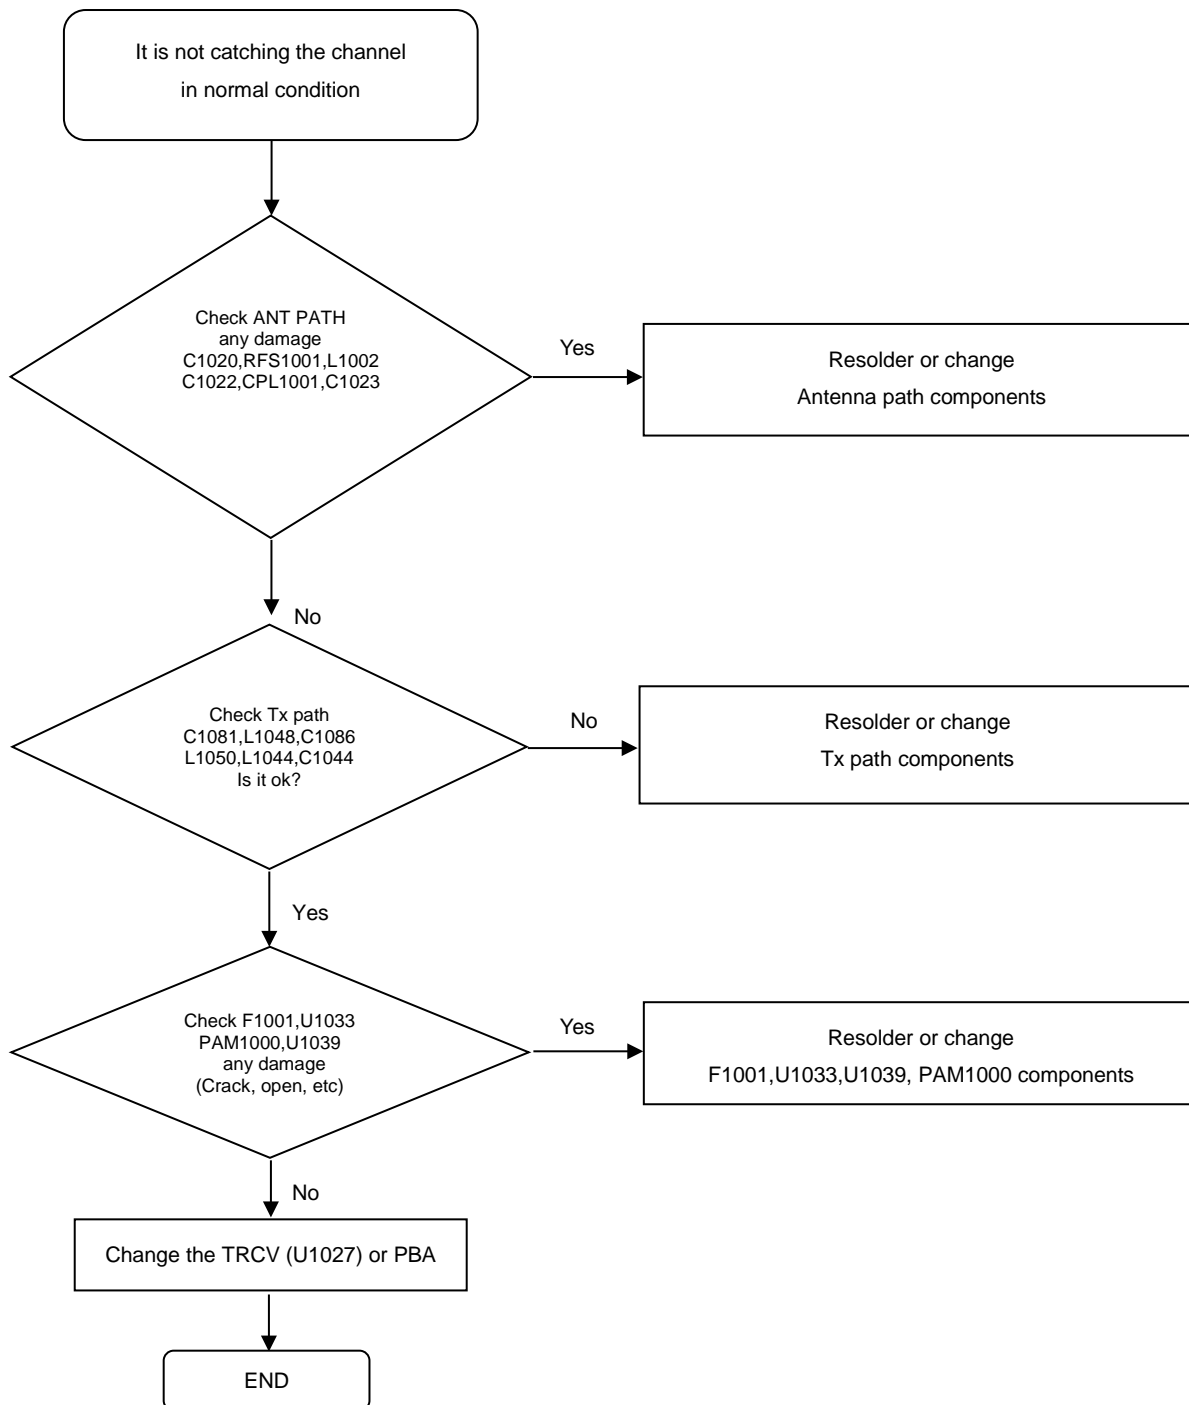 It is not catching the channel
in normal condition
Check ANT PATH
any damage
C1020,RFS1001,L1002
C1022,CPL1001,C1023
Yes
Resolder or change
Antenna path components
No
Check Tx path
C1081,L1048,C1086
L1050,L1044,C1044
Is it ok?
No
Resolder or change
Tx path components
Yes
Check F1001,U1033
PAM1000,U1039
any damage
(Crack, open, etc)
Yes
Resolder or change
F1001,U1033,U1039, PAM1000 components
No
Change the TRCV (U1027) or PBA
END